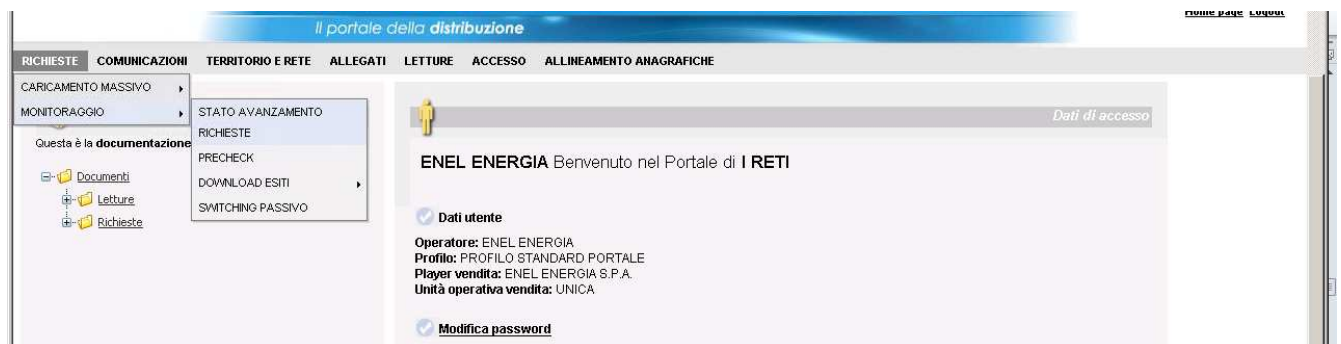 Home page Logout
Il portale della distribuzione
RICHIESTE COMUNICAZIONI TERRITORIO E RETE ALLEGATI LETTURE ACCESSO ALLINEAMENTO ANAGRAFICHE
CARICAMENTO MASSIVO
MONITORAGGIO
STATO AVANZAMENTO
RICHIESTE
PRECHECK
DOWNLOAD ESITI
SWITCHING PASSIVO
Questa è la documentazione
Documenti
Letture
Richieste
Dati di accesso
ENEL ENERGIA Benvenuto nel Portale di I RETI
Dati utente
Operatore: ENEL ENERGIA
Profilo: PROFILO STANDARD PORTALE
Player vendita: ENEL ENERGIA S.P.A.
Unità operativa vendita: UNICA
Modifica password